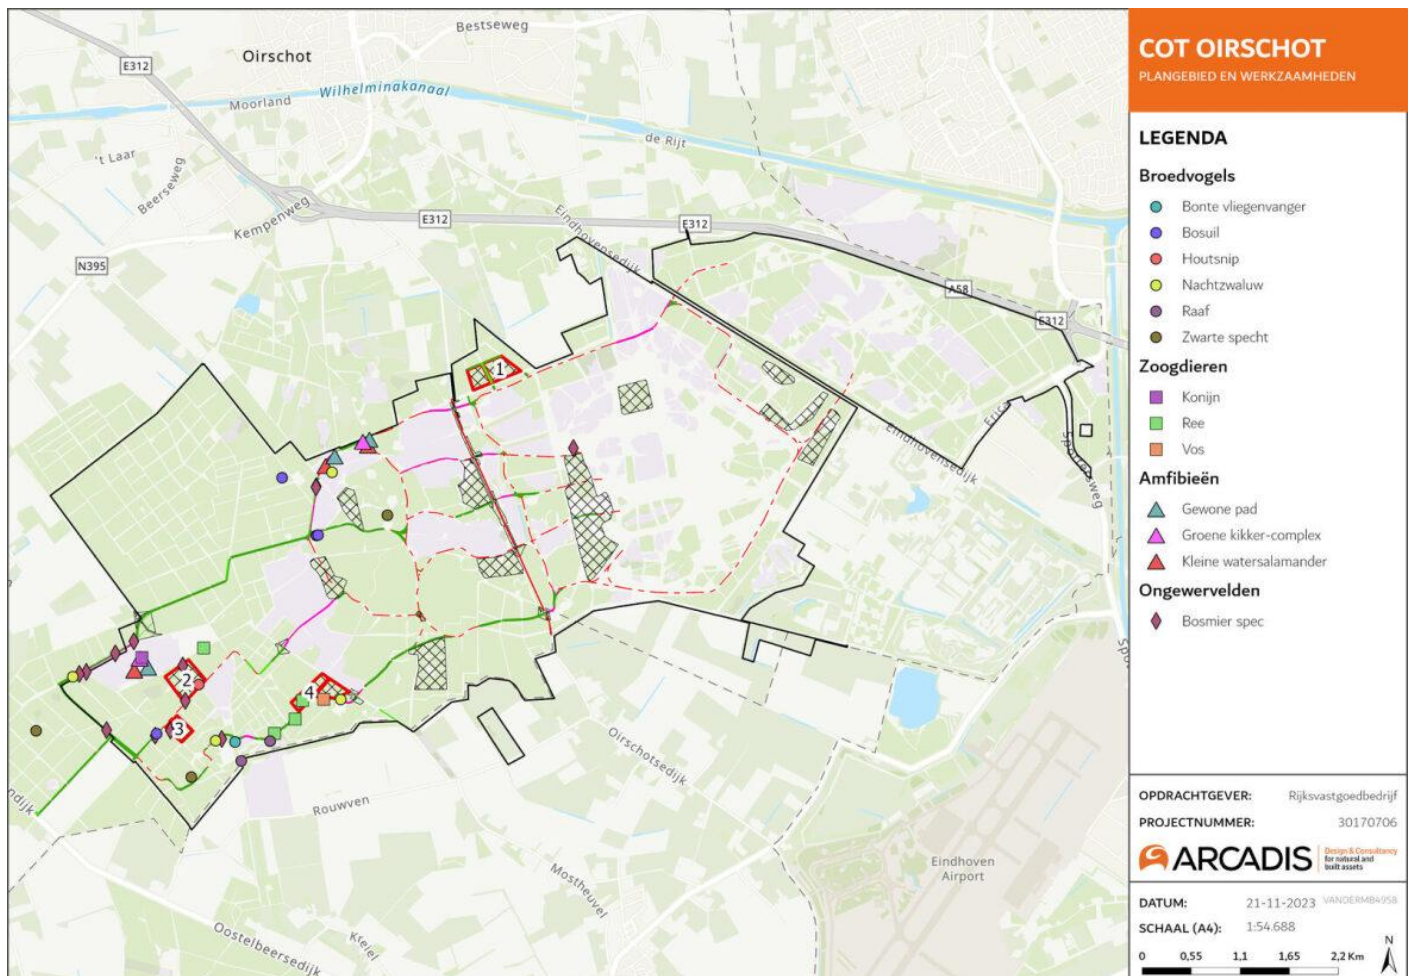 Bestseweg
Oirschot
E312
Wilhelminakanaal
Moorland
de Rijt
't Laar
Beerseweg
Kempenweg
E312
E312
Eindhovensedijk
N395
A58
E312
1
Erica
Eindhovensedijk
2
4
3
Oirschotsedijk
Rouwven
Mostheuvel
Eindhoven
Airport
Oostelbeersedijk
COT OIRSCHOT
PLANGEBIED EN WERKZAAMHEDEN
LEGENDA
Broedvogels
Bonte vliegenvanger
Bosuil
Houtsnip
Nachtzwaluw
Raaf
Zwarte specht
Zoogdieren
Konijn
Ree
Vos
Amfibieën
Gewone pad
Groene kikker-complex
Kleine watersalamander
Ongewervelden
Bosmier spec
OPDRACHTGEVER: Rijksvastgoedbedrijf
PROJECTNUMMER: 30170706
ARCADIS
Design & Consultancy
for natural and
built assets
DATUM: 21-11-2023 VANDERMB4958
SCHAAL (A4): 1:54.688
N
0 0,55 1,1 1,65 2,2 Km